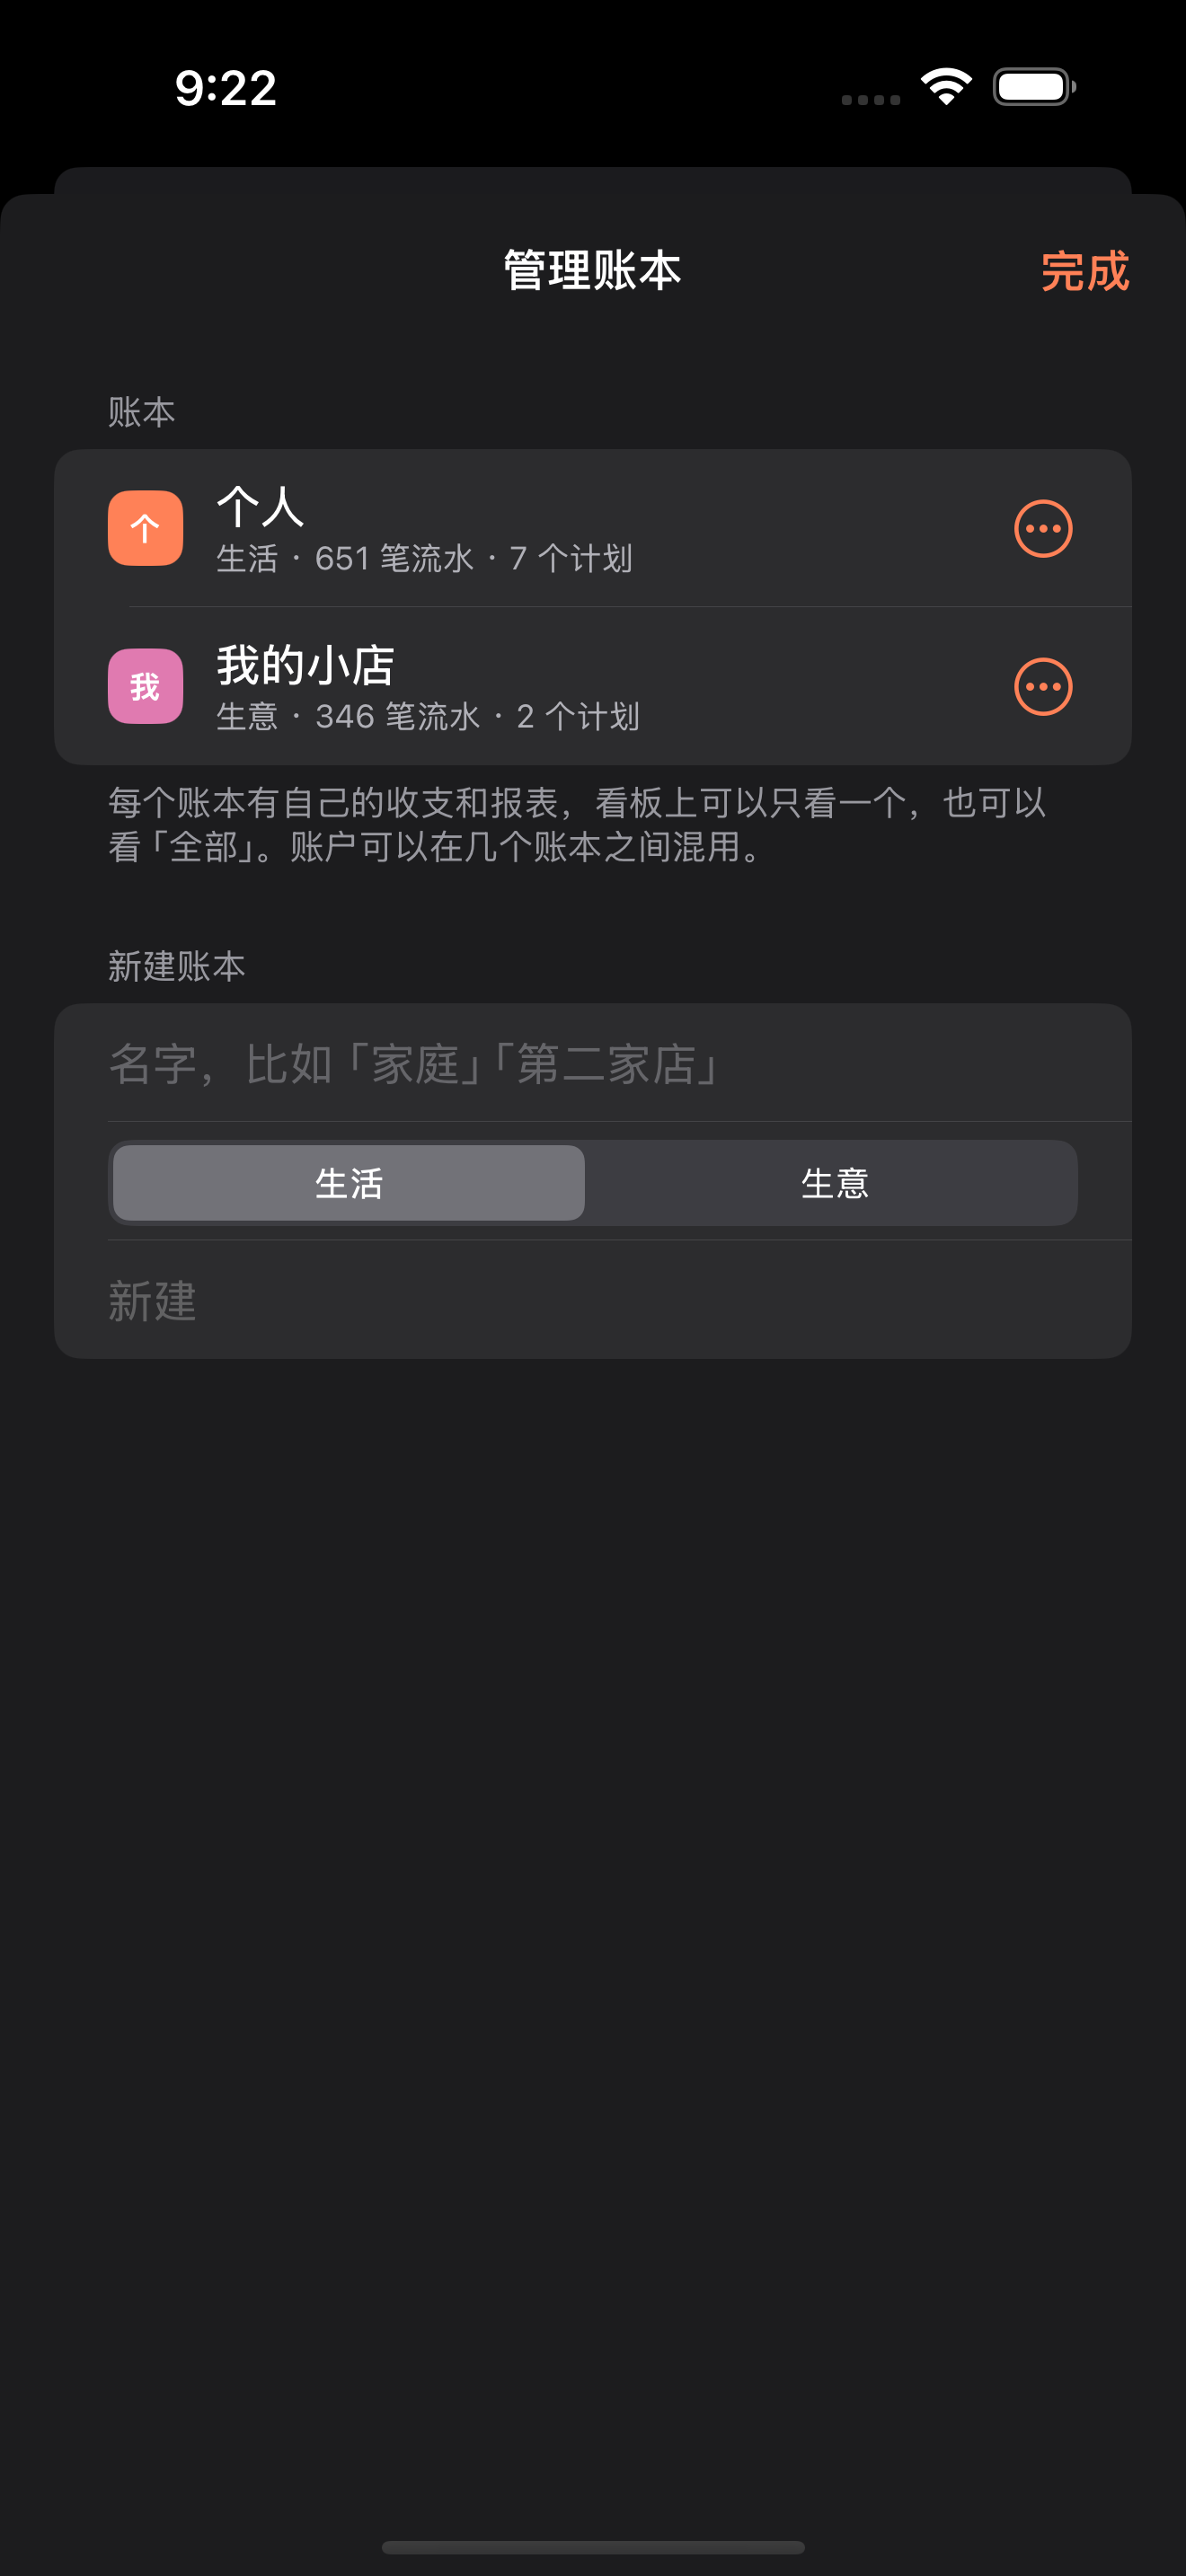 9:22
管理账本
完成
账本
个
个人
生活 · 651 笔流水 · 7 个计划
我
我的小店
生意 · 346 笔流水 · 2 个计划
每个账本有自己的收支和报表，看板上可以只看一个，也可以
看「全部」。账户可以在几个账本之间混用。
新建账本
名字，比如「家庭」「第二家店」
生活
生意
新建